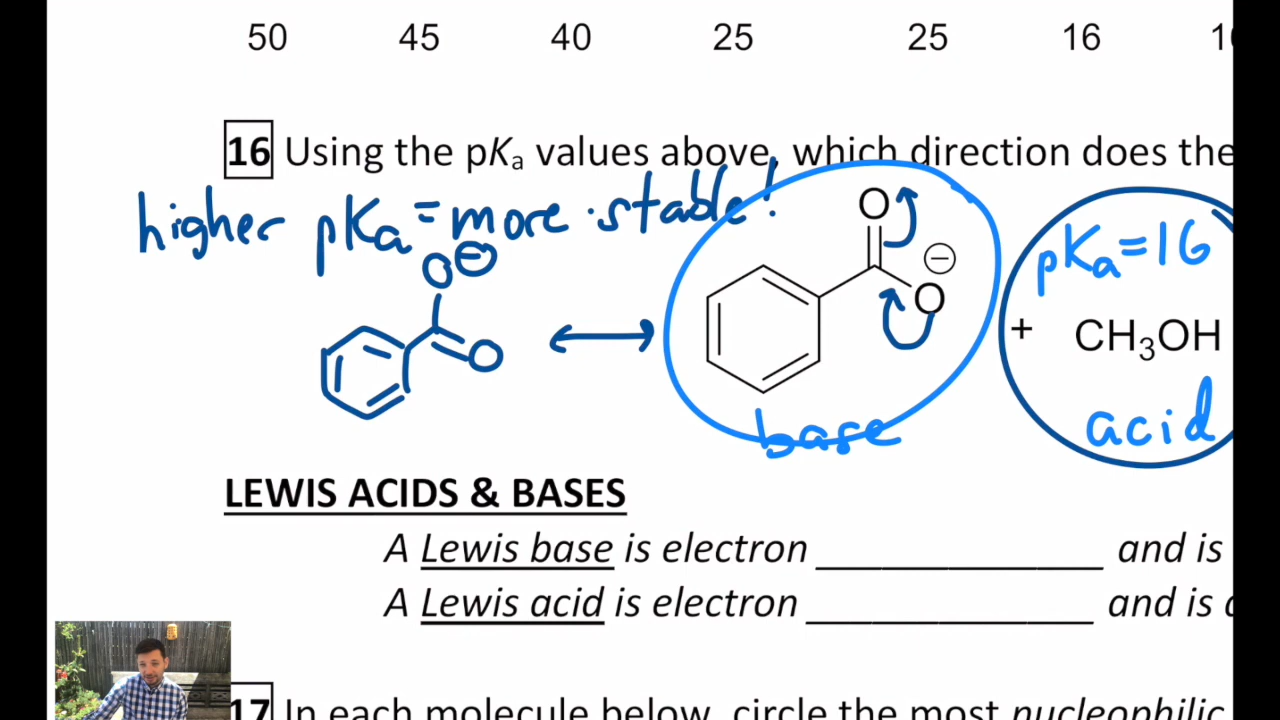 50 45 40 25 25 16
16 Using the pKa values above, which direction does the
higher pKa = more stable!
O⊖
O
O
⊖
O
pKa=16
+ CH3OH
base
acid
LEWIS ACIDS & BASES
A Lewis base is electron ______________ and is
A Lewis acid is electron ______________ and is
17 In each molecule below, circle the most nucleophilic